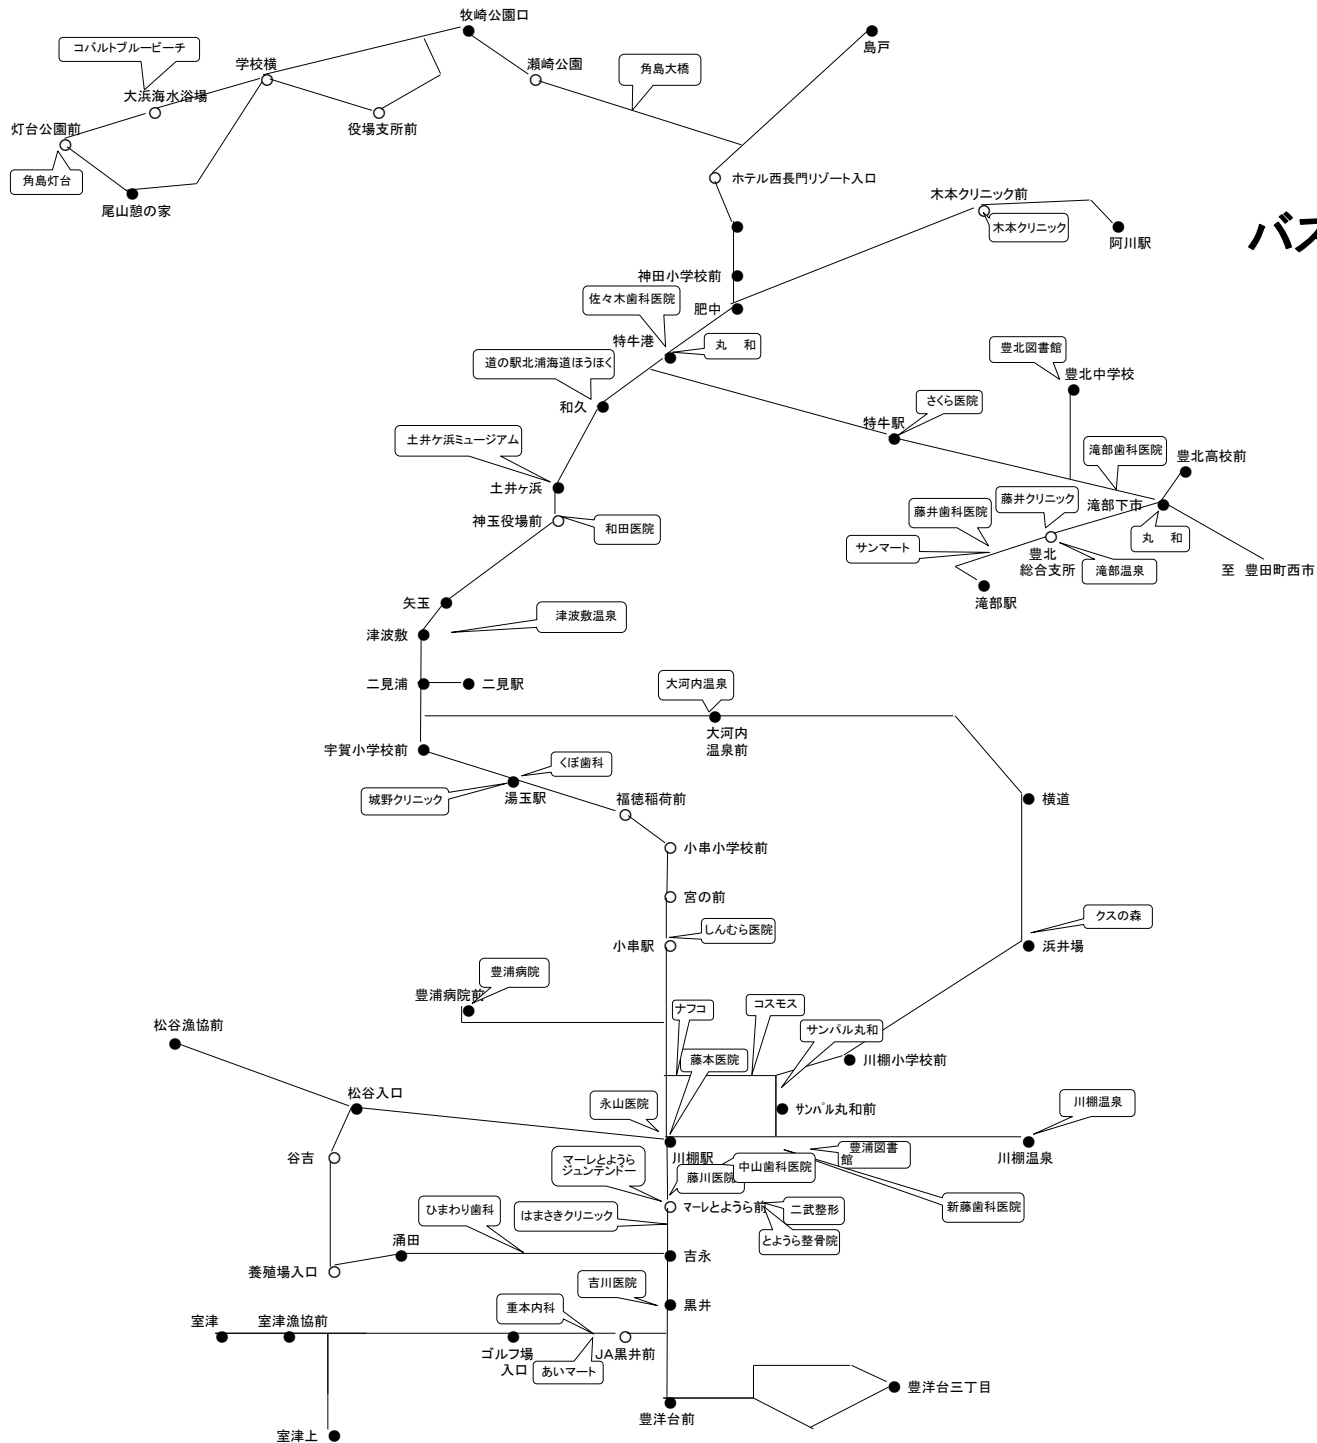 牧崎公園口
コバルトブルービーチ
島戸
学校横
瀬崎公園
角島大橋
大浜海水浴場
灯台公園前
役場支所前
角島灯台
ホテル西長門リゾート入口
尾山憩の家
木本クリニック前
木本クリニック
阿川駅
バス
神田小学校前
佐々木歯科医院
肥中
特牛港
丸　和
豊北図書館
道の駅北浦海道ほうほく
豊北中学校
和久
さくら医院
特牛駅
土井ケ浜ミュージアム
滝部歯科医院
豊北高校前
土井ヶ浜
藤井クリニック
滝部下市
藤井歯科医院
神玉役場前
和田医院
丸　和
サンマート
豊北
総合支所
滝部温泉
至　豊田町西市
滝部駅
矢玉
津波敷温泉
津波敷
二見浦
二見駅
大河内温泉
大河内
温泉前
宇賀小学校前
くぼ歯科
城野クリニック
湯玉駅
福徳稲荷前
横道
小串小学校前
宮の前
クスの森
しんむら医院
小串駅
浜井場
豊浦病院
豊浦病院前
ナフコ
コスモス
松谷漁協前
サンパル丸和
藤本医院
川棚小学校前
松谷入口
永山医院
サンパル丸和前
川棚温泉
谷吉
マーレとようら
ジュンテンドー
川棚駅
豊浦図書
館
川棚温泉
中山歯科医院
藤川医院
ひまわり歯科
はまさきクリニック
マーレとようら前
二武整形
新藤歯科医院
とようら整骨院
涌田
吉永
養殖場入口
吉川医院
黒井
室津
室津漁協前
重本内科
ゴルフ場
入口
JA黒井前
あいマート
豊洋台三丁目
豊洋台前
室津上